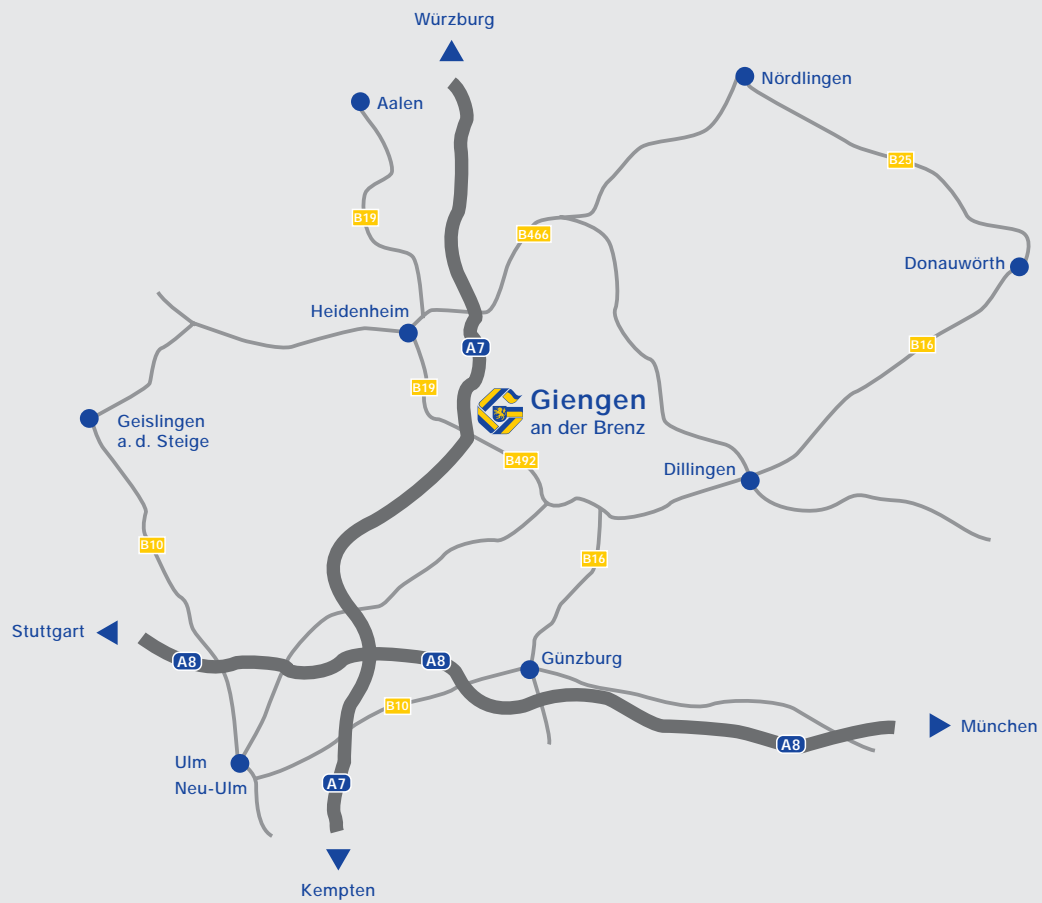 Würzburg
Nördlingen
Aalen
B25
B19
B466
Donauwörth
Heidenheim
B16
A7
B19
Giengen
an der Brenz
Geislingen
a. d. Steige
B492
Dillingen
B10
B16
Stuttgart
A8
A8
Günzburg
B10
München
A8
Ulm
Neu-Ulm
A7
Kempten